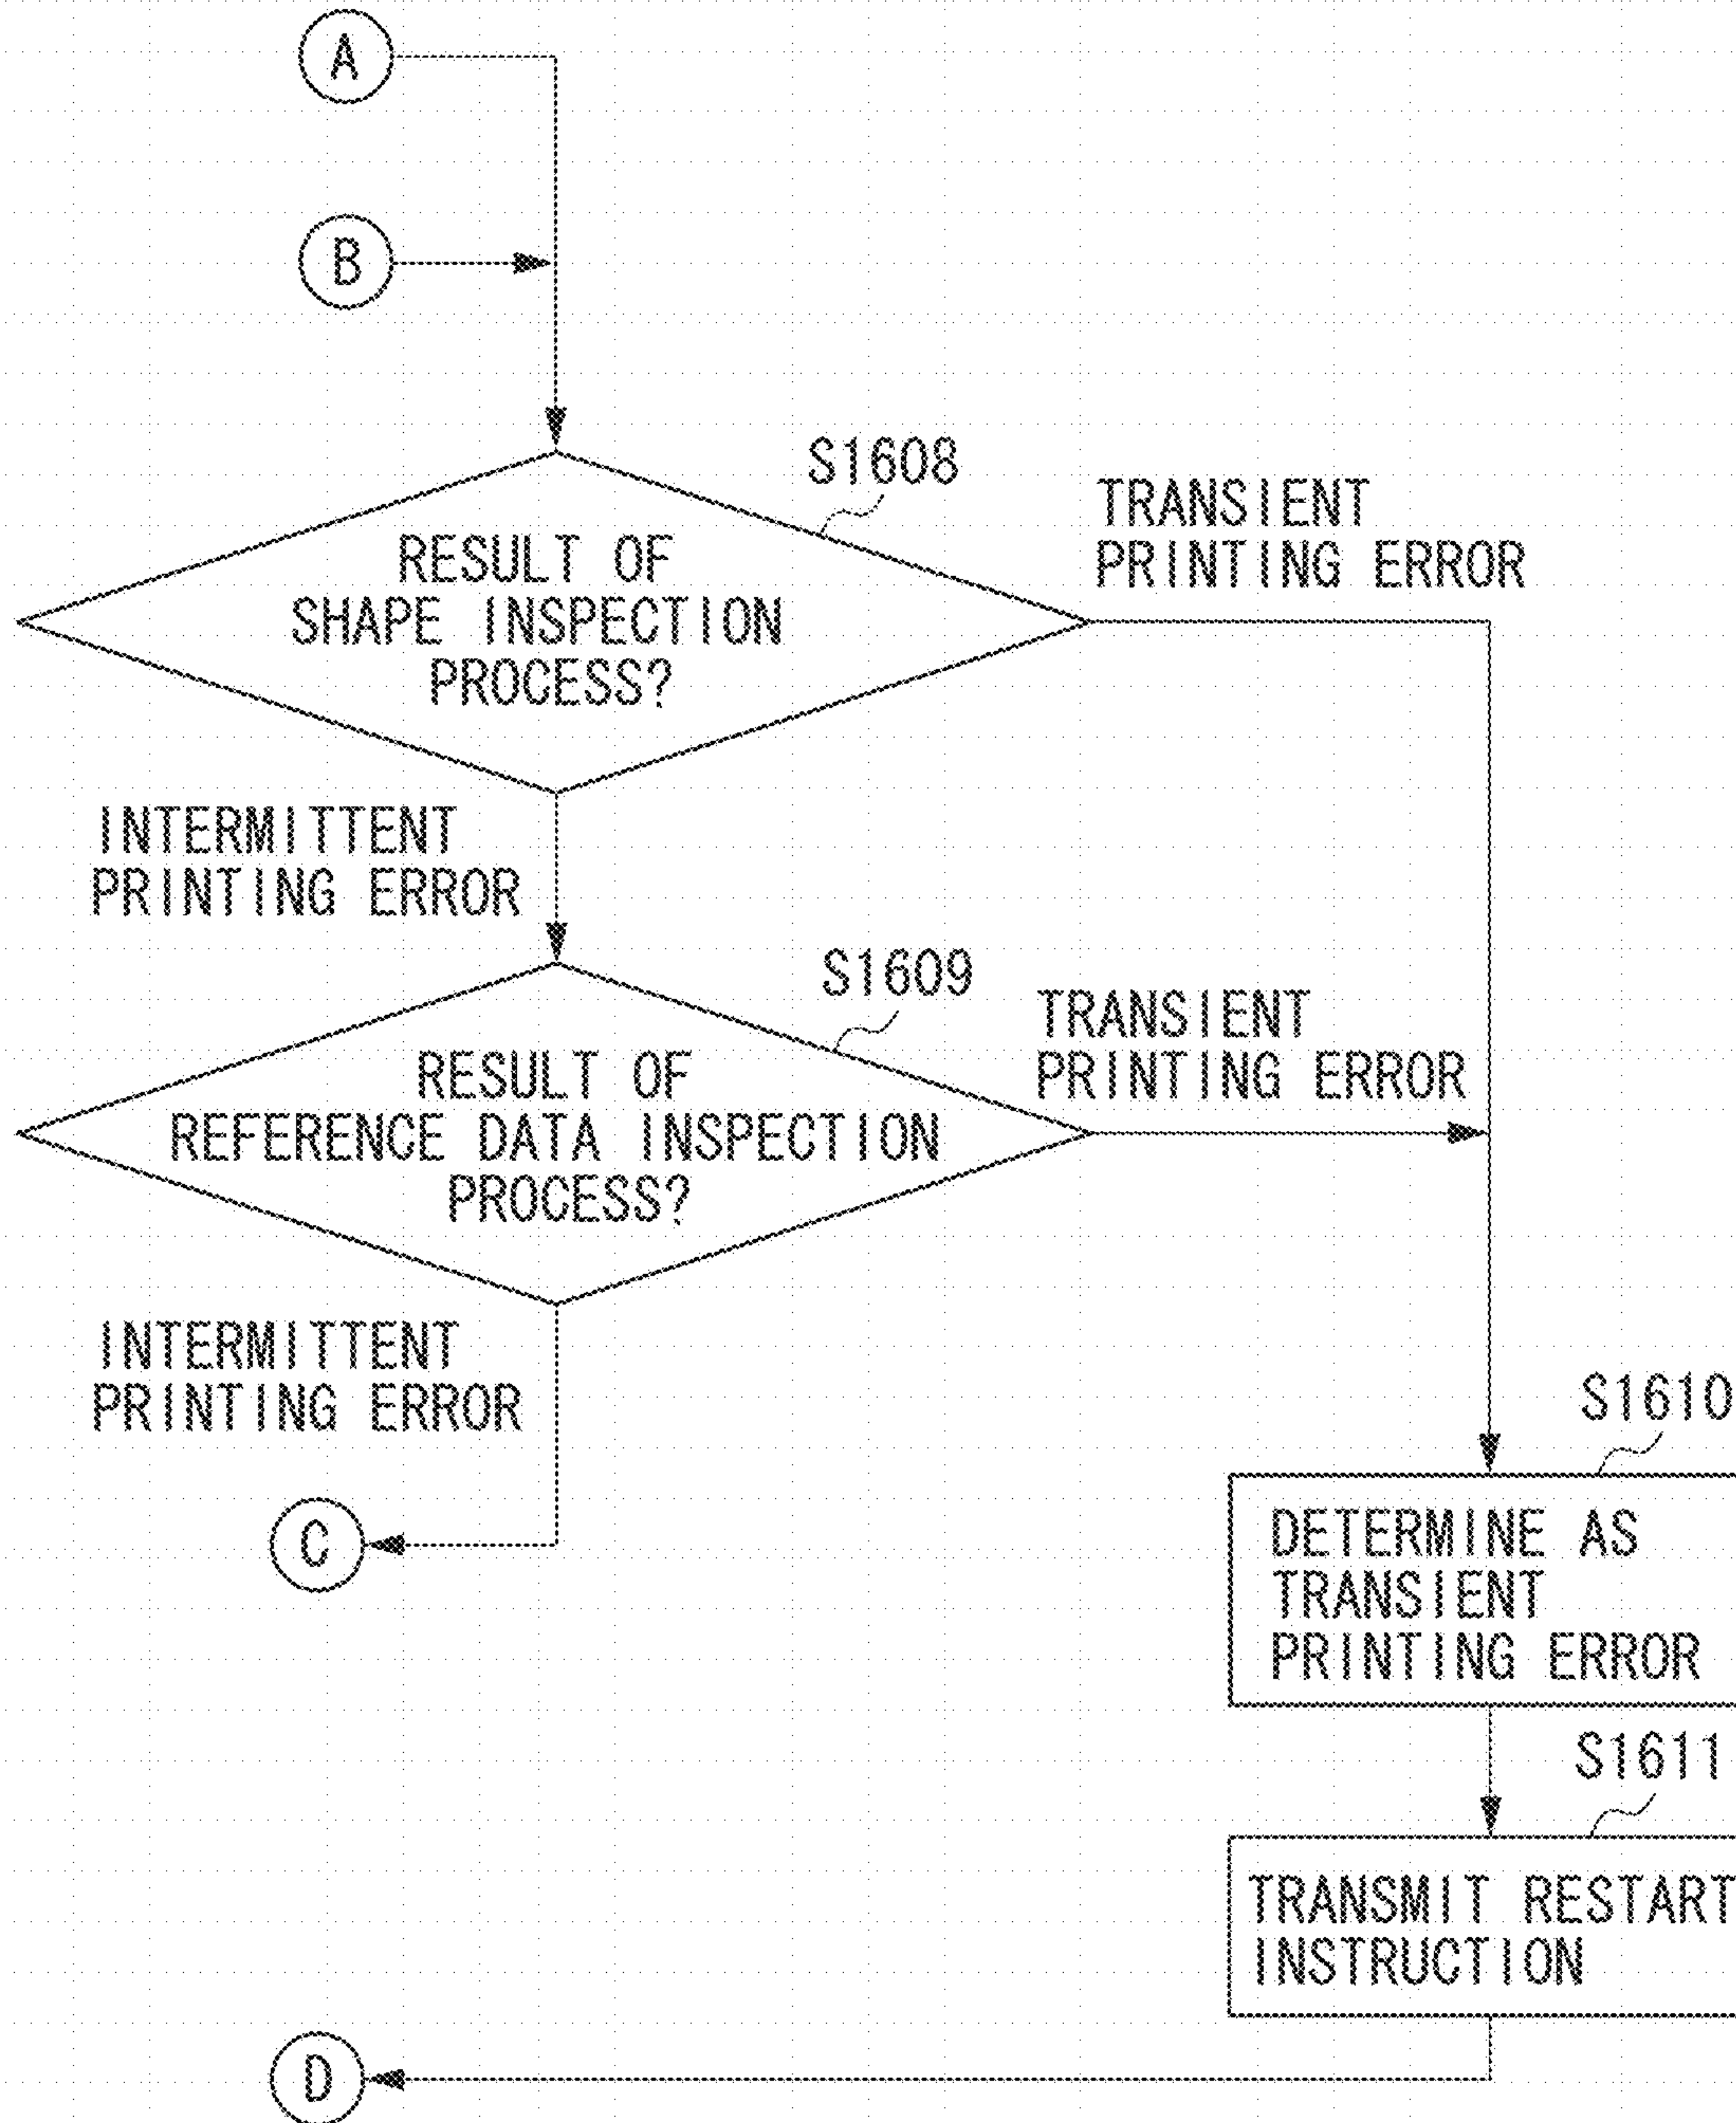 A
B
S1608
TRANSIENT
PRINTING ERROR
RESULT OF
SHAPE INSPECTION
PROCESS?
INTERMITTENT
PRINTING ERROR
S1609
TRANSIENT
PRINTING ERROR
RESULT OF
REFERENCE DATA INSPECTION
PROCESS?
INTERMITTENT
PRINTING ERROR
C
S1610
DETERMINE AS
TRANSIENT
PRINTING ERROR
S1611
TRANSMIT RESTART
INSTRUCTION
D